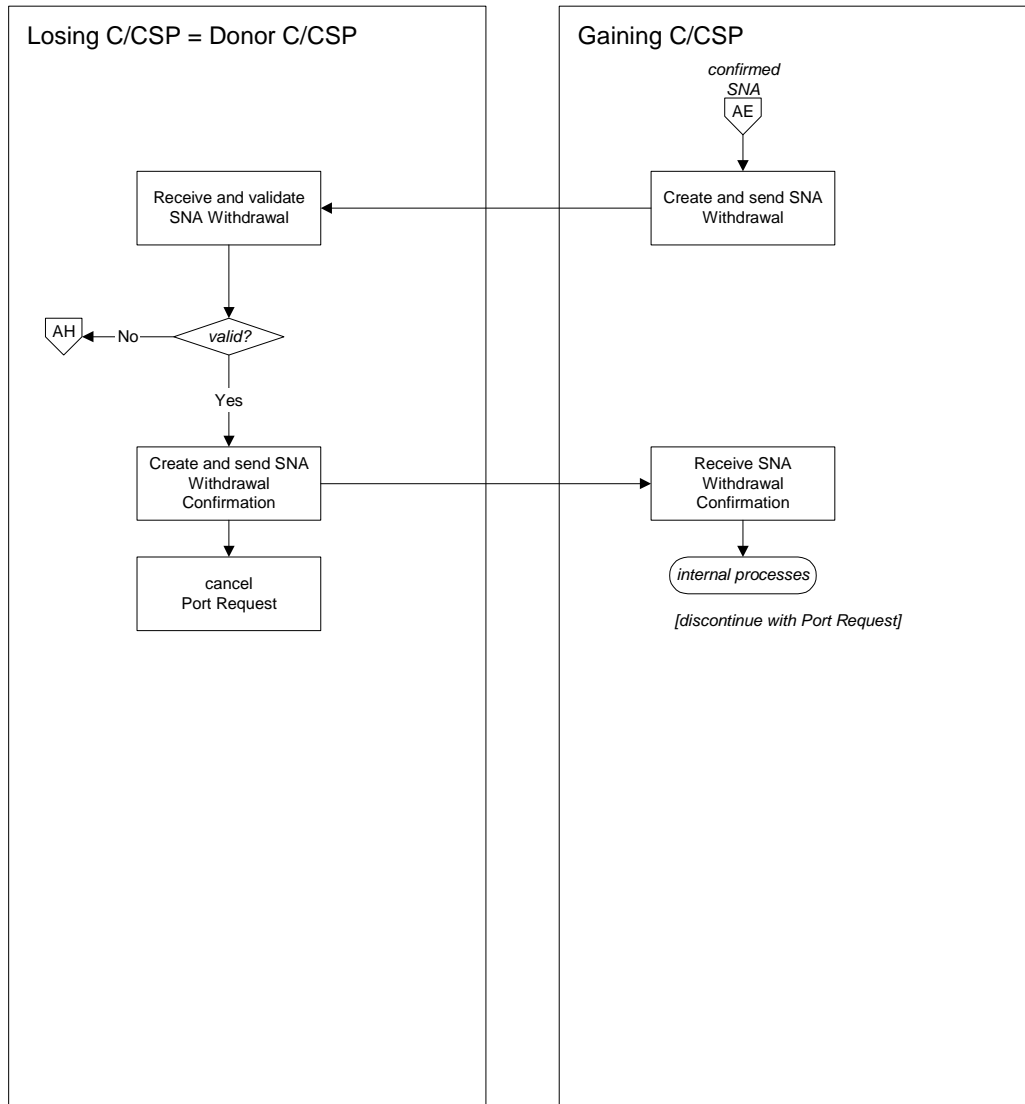 Losing C/CSP = Donor C/CSP
Gaining C/CSP
confirmed
SNA
AE
Receive and validate
SNA Withdrawal
Create and send SNA
Withdrawal
AH
No
valid?
Yes
Create and send SNA
Withdrawal
Confirmation
Receive SNA
Withdrawal
Confirmation
cancel
Port Request
internal processes
[discontinue with Port Request]